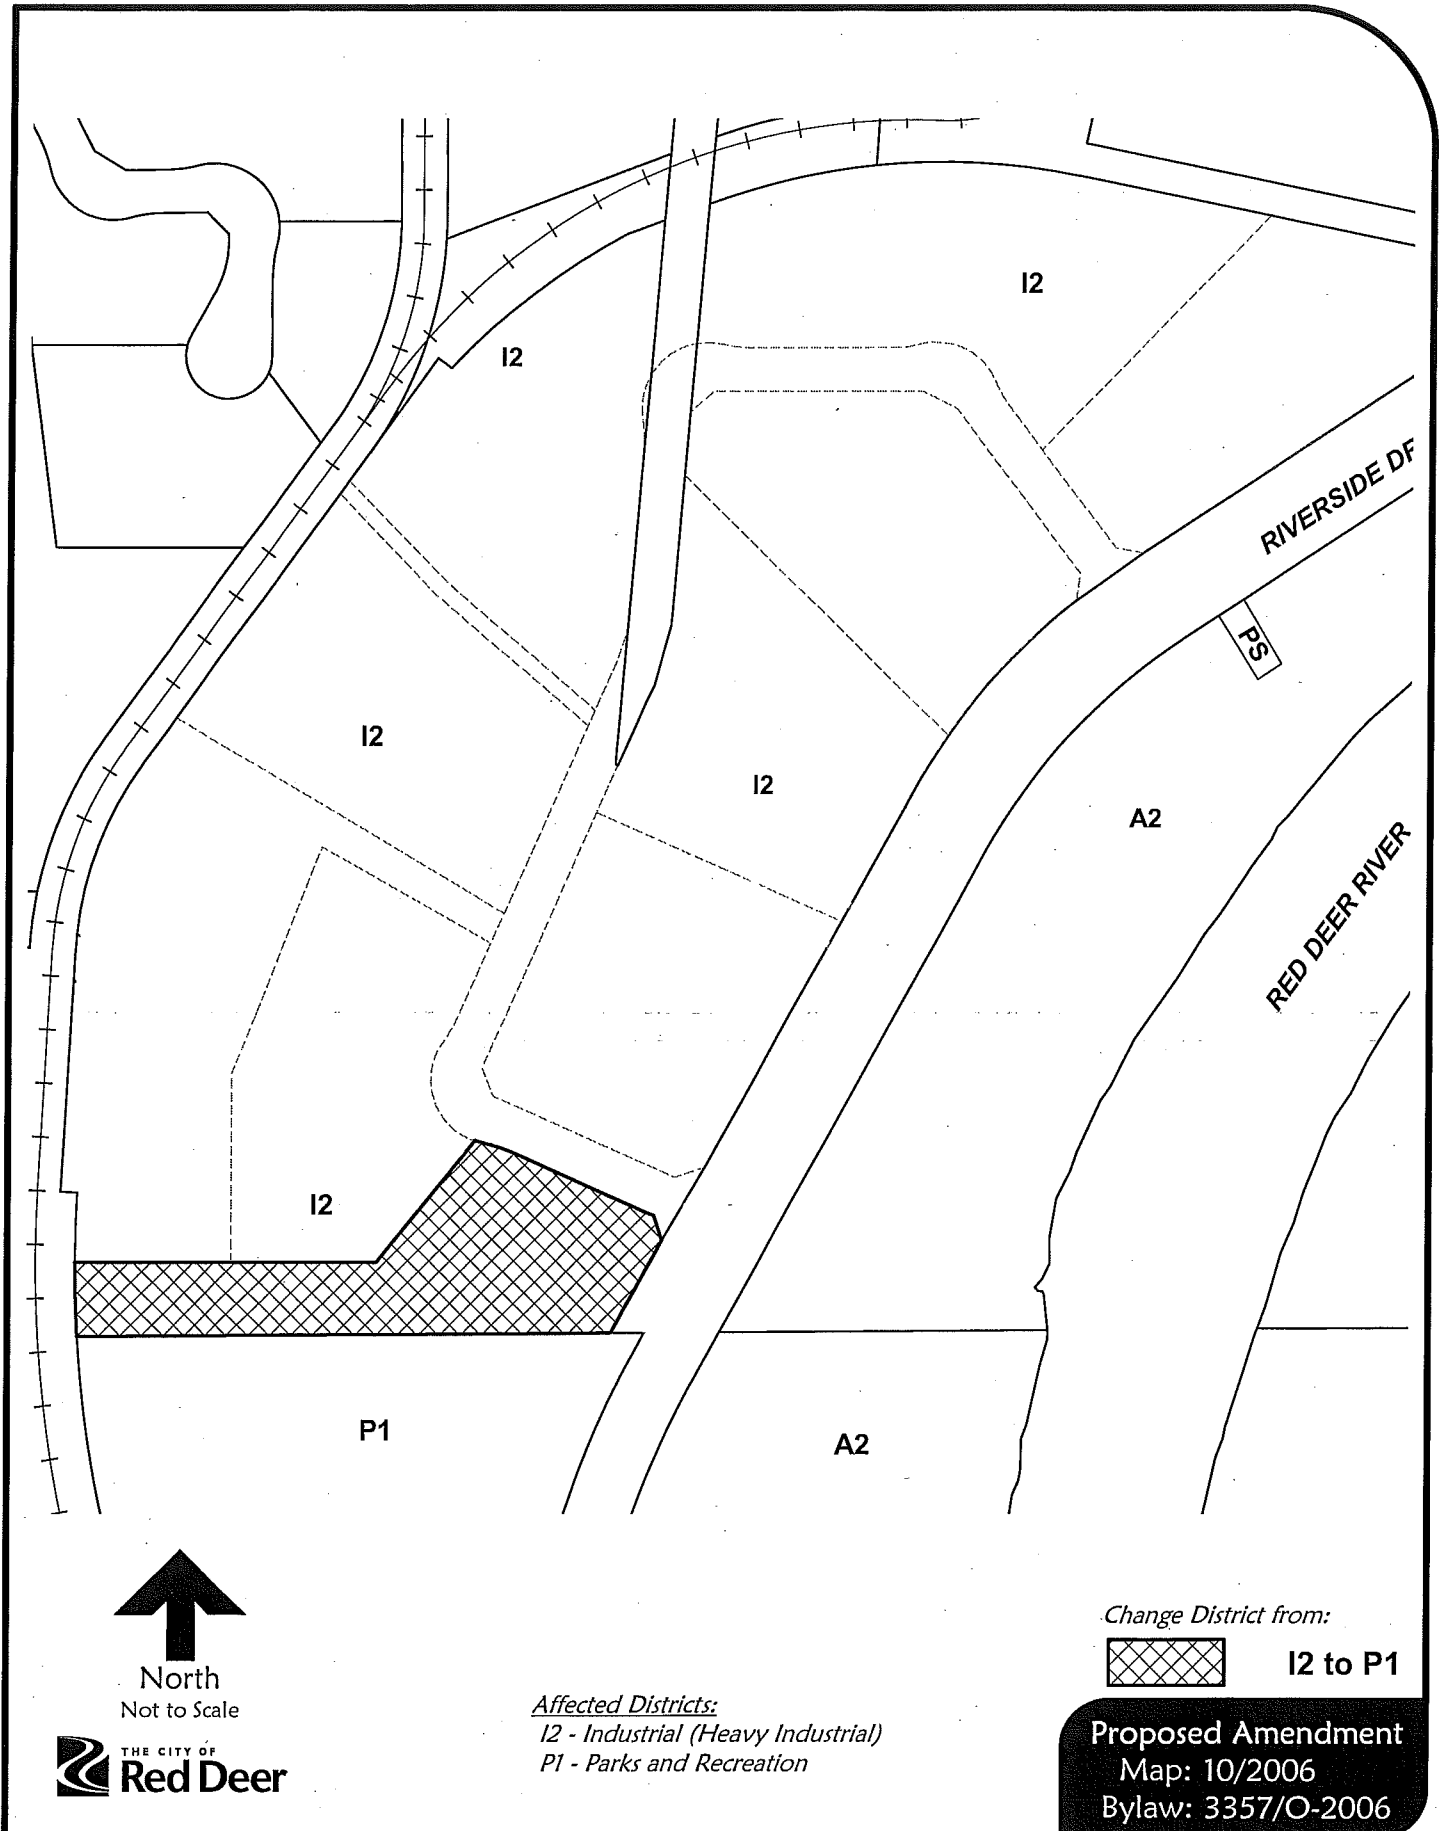 I2
I2
RIVERSIDE DR
PS
I2
I2
A2
RED DEER RIVER
I2
P1
A2
North
Not to Scale
THE CITY OF
Red Deer
Affected Districts:
I2 - Industrial (Heavy Industrial)
P1 - Parks and Recreation
Change District from:
I2 to P1
Proposed Amendment
Map: 10/2006
Bylaw: 3357/O-2006